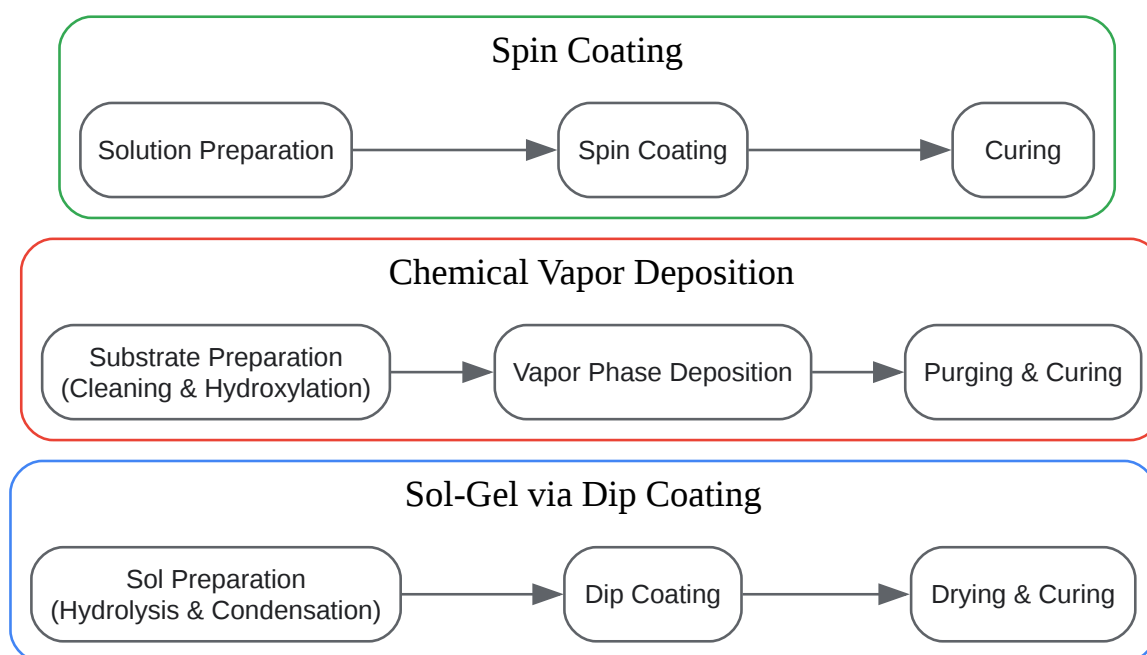 Spin Coating
Solution Preparation
Spin Coating
Curing
Chemical Vapor Deposition
Substrate Preparation
(Cleaning & Hydroxylation)
Vapor Phase Deposition
Purging & Curing
Sol-Gel via Dip Coating
Sol Preparation
(Hydrolysis & Condensation)
Dip Coating
Drying & Curing